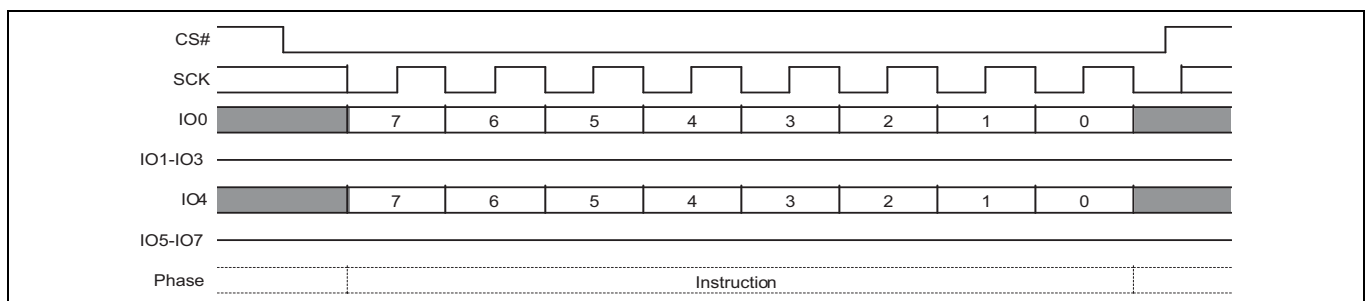 CS#
SCK
IO0 7 6 5 4 3 2 1 0
IO1-IO3
IO4 7 6 5 4 3 2 1 0
IO5-IO7
Phase Instruction